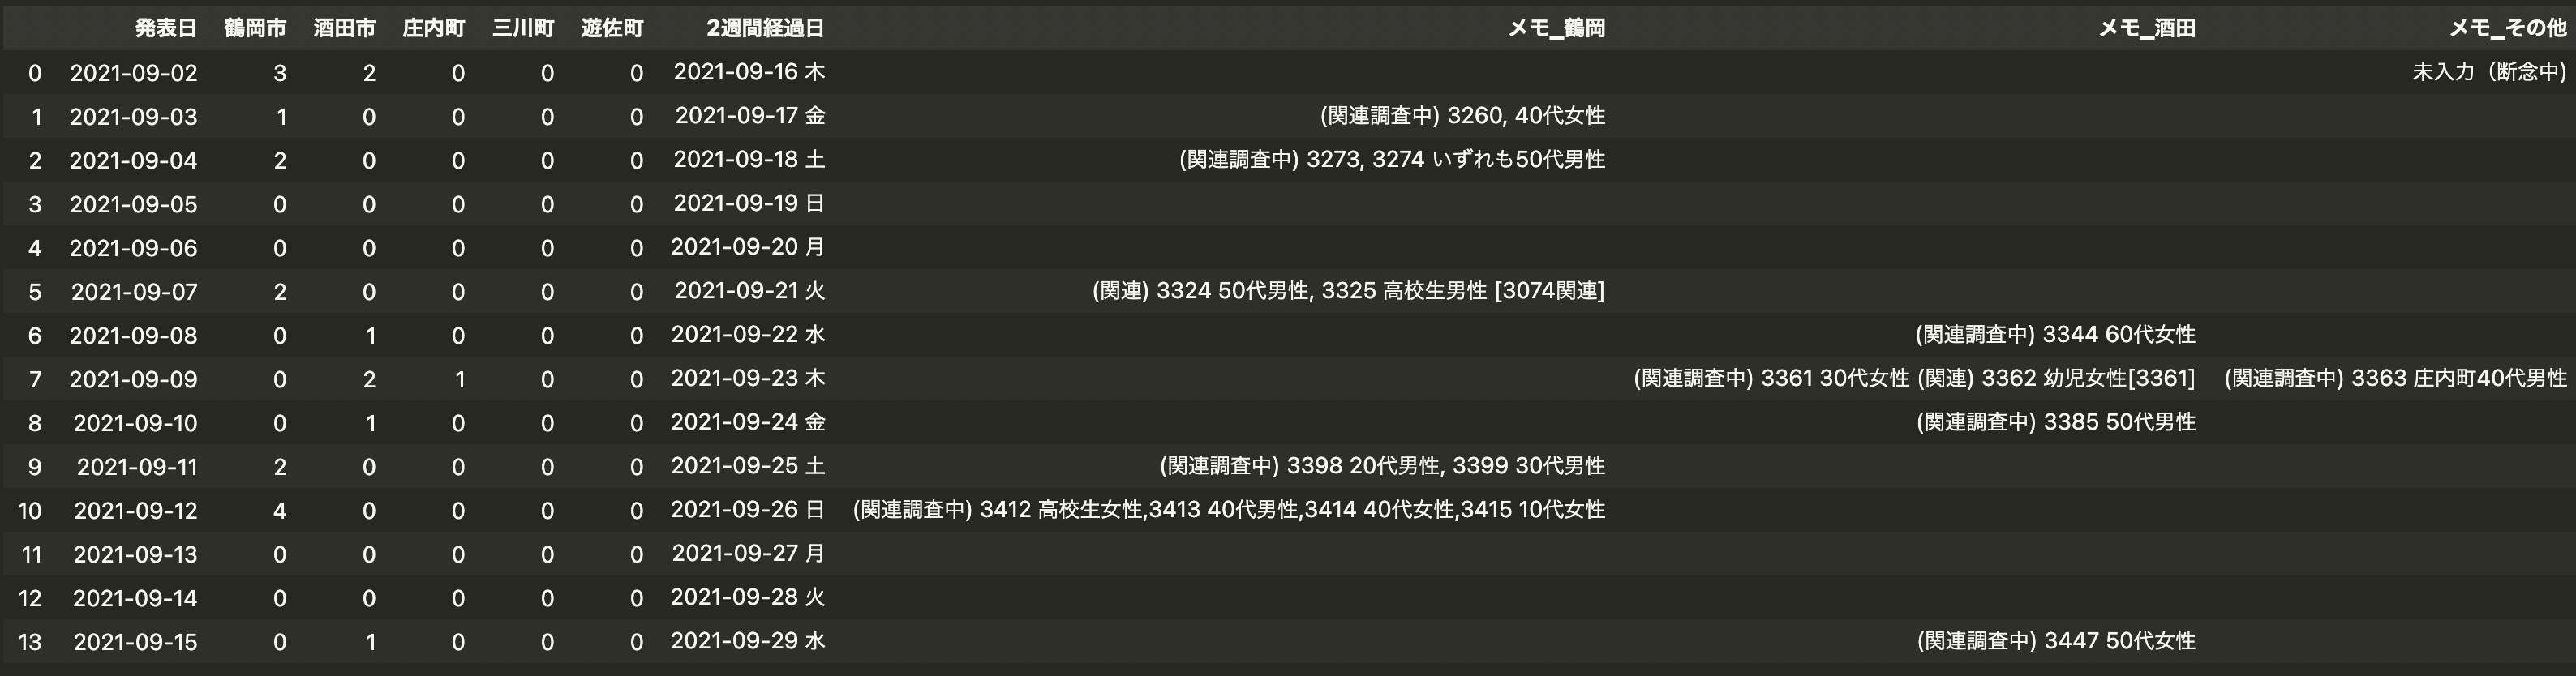 発表日 鶴岡市 酒田市 庄内町 三川町 遊佐町 2週間経過日 メモ_鶴岡 メモ_酒田 メモ_その他
0 2021-09-02 3 2 0 0 0 2021-09-16 木 未入力（断念中)
1 2021-09-03 1 0 0 0 0 2021-09-17 金 (関連調査中) 3260, 40代女性
2 2021-09-04 2 0 0 0 0 2021-09-18 土 (関連調査中) 3273, 3274 いずれも50代男性
3 2021-09-05 0 0 0 0 0 2021-09-19 日
4 2021-09-06 0 0 0 0 0 2021-09-20 月
5 2021-09-07 2 0 0 0 0 2021-09-21 火 (関連) 3324 50代男性, 3325 高校生男性 [3074関連]
6 2021-09-08 0 1 0 0 0 2021-09-22 水 (関連調査中) 3344 60代女性
7 2021-09-09 0 2 1 0 0 2021-09-23 木 (関連調査中) 3361 30代女性 (関連) 3362 幼児女性[3361] (関連調査中) 3363 庄内町40代男性
8 2021-09-10 0 1 0 0 0 2021-09-24 金 (関連調査中) 3385 50代男性
9 2021-09-11 2 0 0 0 0 2021-09-25 土 (関連調査中) 3398 20代男性, 3399 30代男性
10 2021-09-12 4 0 0 0 0 2021-09-26 日 (関連調査中) 3412 高校生女性,3413 40代男性,3414 40代女性,3415 10代女性
11 2021-09-13 0 0 0 0 0 2021-09-27 月
12 2021-09-14 0 0 0 0 0 2021-09-28 火
13 2021-09-15 0 1 0 0 0 2021-09-29 水 (関連調査中) 3447 50代女性